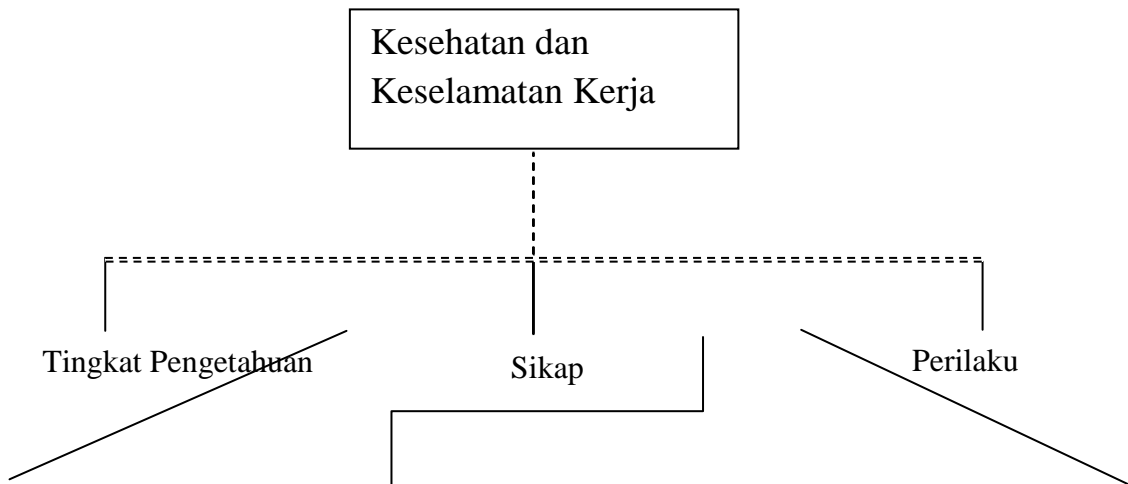 Kesehatan dan
Keselamatan Kerja
Tingkat Pengetahuan
Sikap
Perilaku